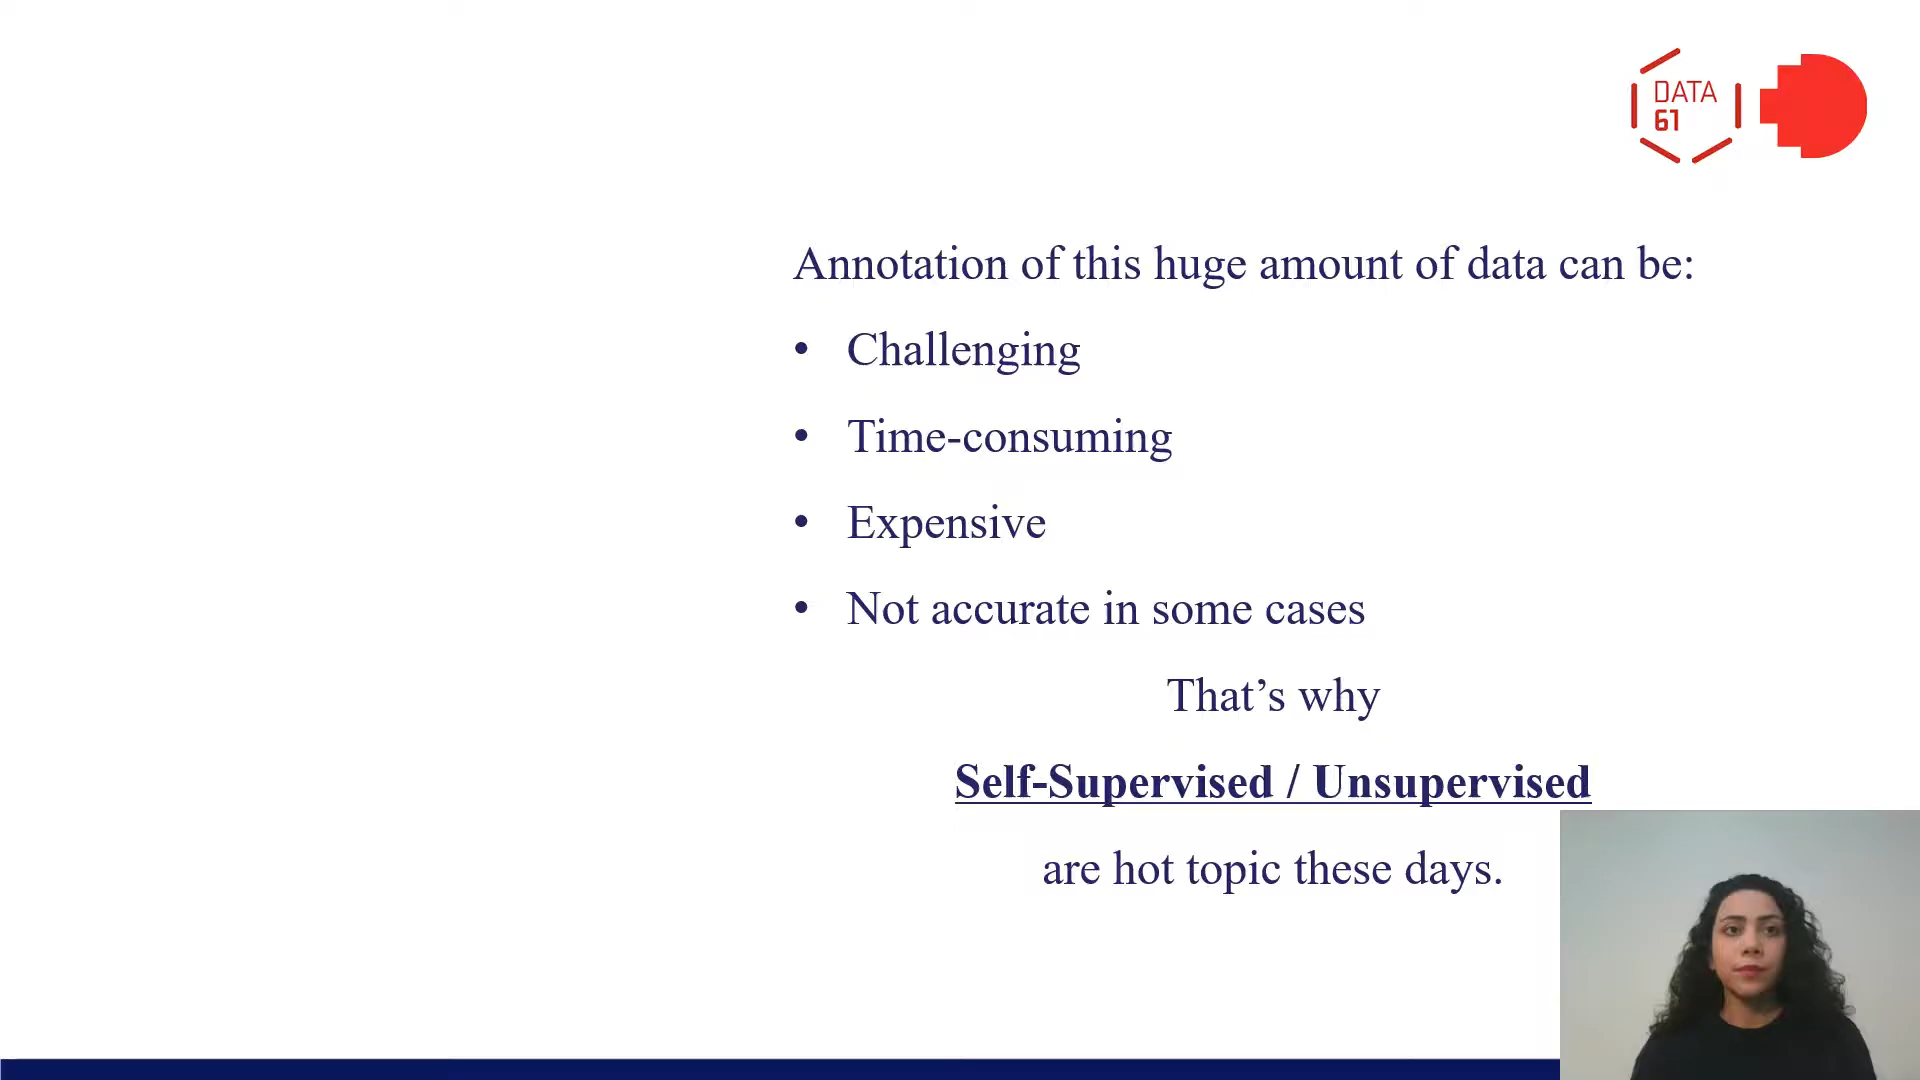 DATA
61
Annotation of this huge amount of data can be:
• Challenging
• Time-consuming
• Expensive
• Not accurate in some cases
That’s why
Self-Supervised / Unsupervised
are hot topic these days.